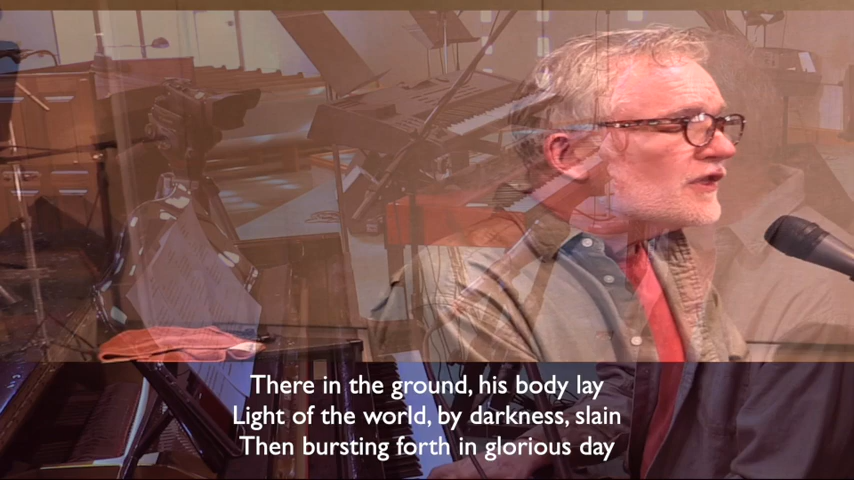 There in the ground, his body lay
Light of the world, by darkness, slain
Then bursting forth in glorious day